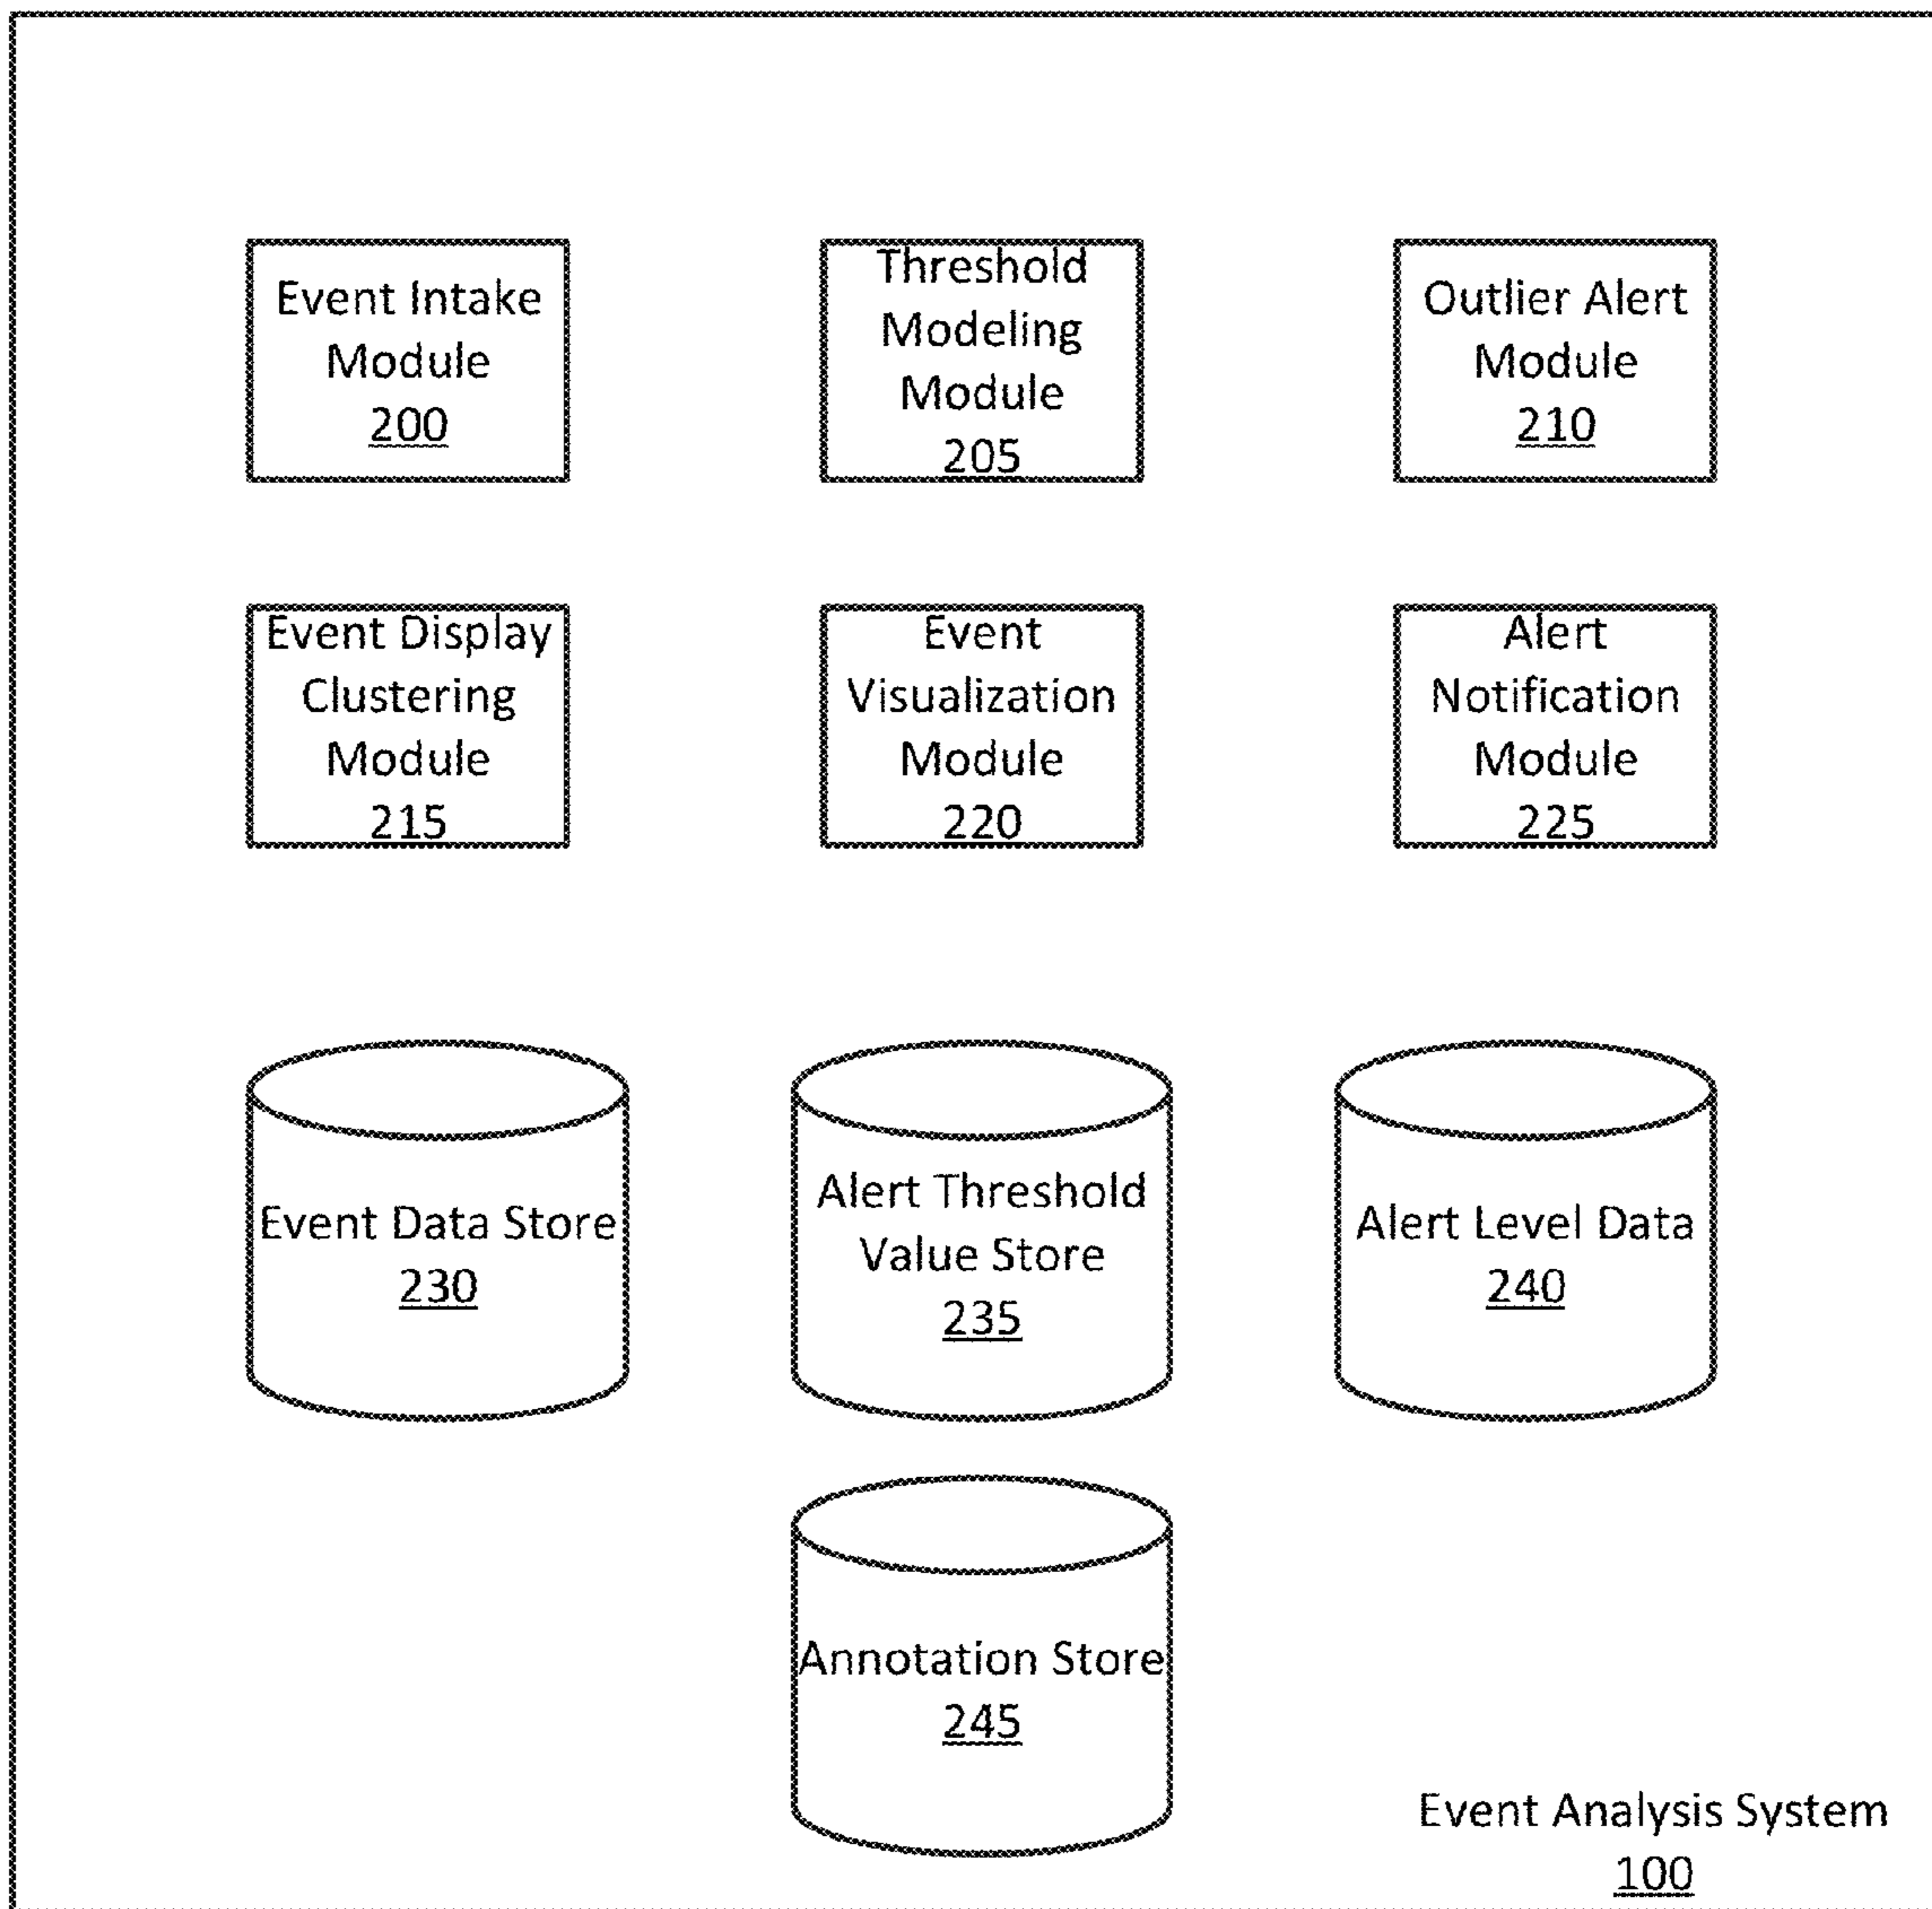 Event Intake
Module
200
Threshold
Modeling
Module
205
Outlier Alert
Module
210
Event Display
Clustering
Module
215
Event
Visualization
Module
220
Alert
Notification
Module
225
Event Data Store
230
Alert Threshold
Value Store
235
Alert Level Data
240
Annotation Store
245
Event Analysis System
100